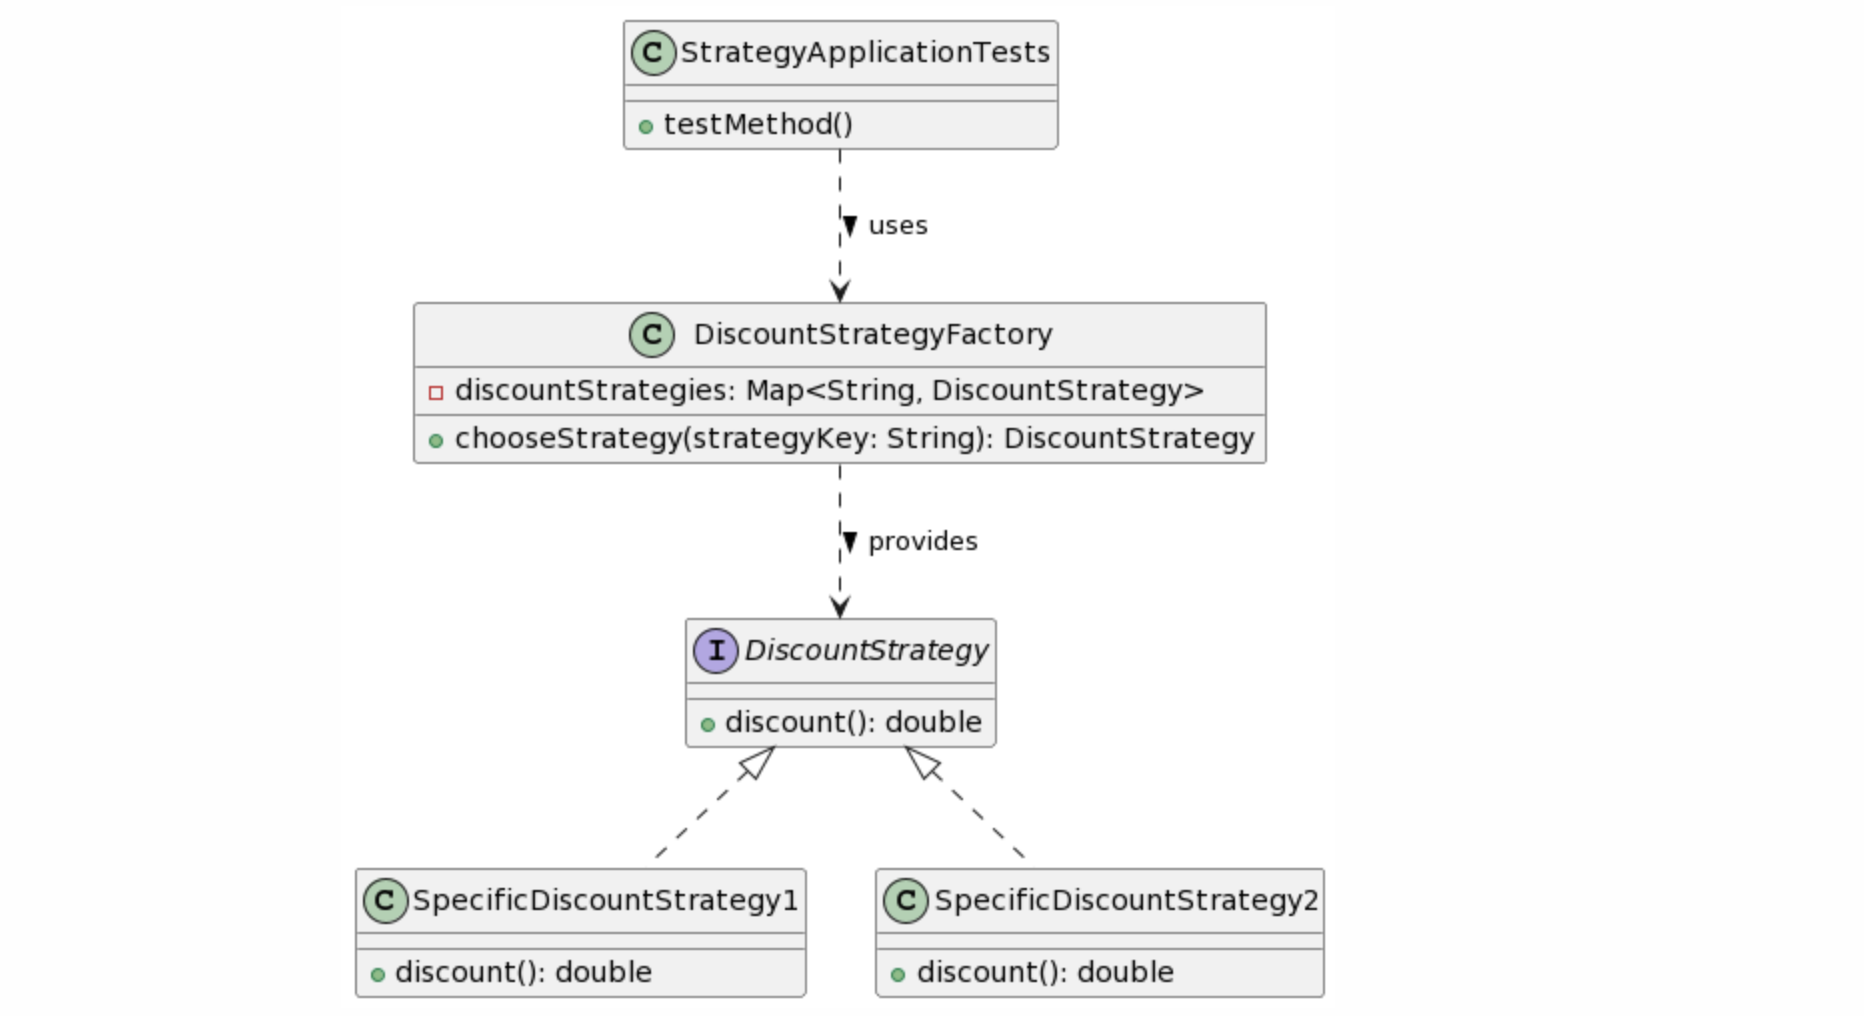 C StrategyApplicationTests
testMethod()
uses
C DiscountStrategyFactory
discountStrategies: Map<String, DiscountStrategy>
chooseStrategy(strategyKey: String): DiscountStrategy
provides
I DiscountStrategy
discount(): double
C SpecificDiscountStrategy1
discount(): double
C SpecificDiscountStrategy2
discount(): double